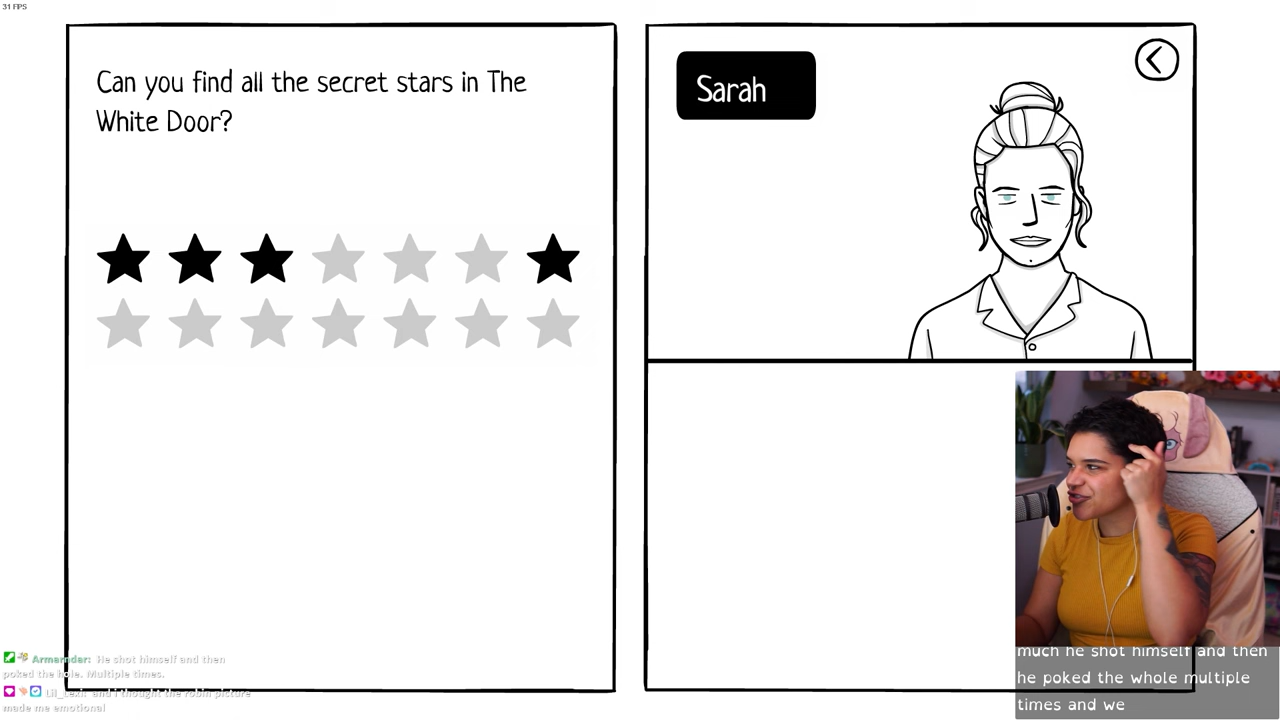 31 FPS
Can you find all the secret stars in The
White Door?
Sarah
Armamdar: He shot himself and then
poked the hole. Multiple times.
Lil_Lexi: and i thought the robin picture
made me emotional
much he shot himself and then
he poked the whole multiple
times and we